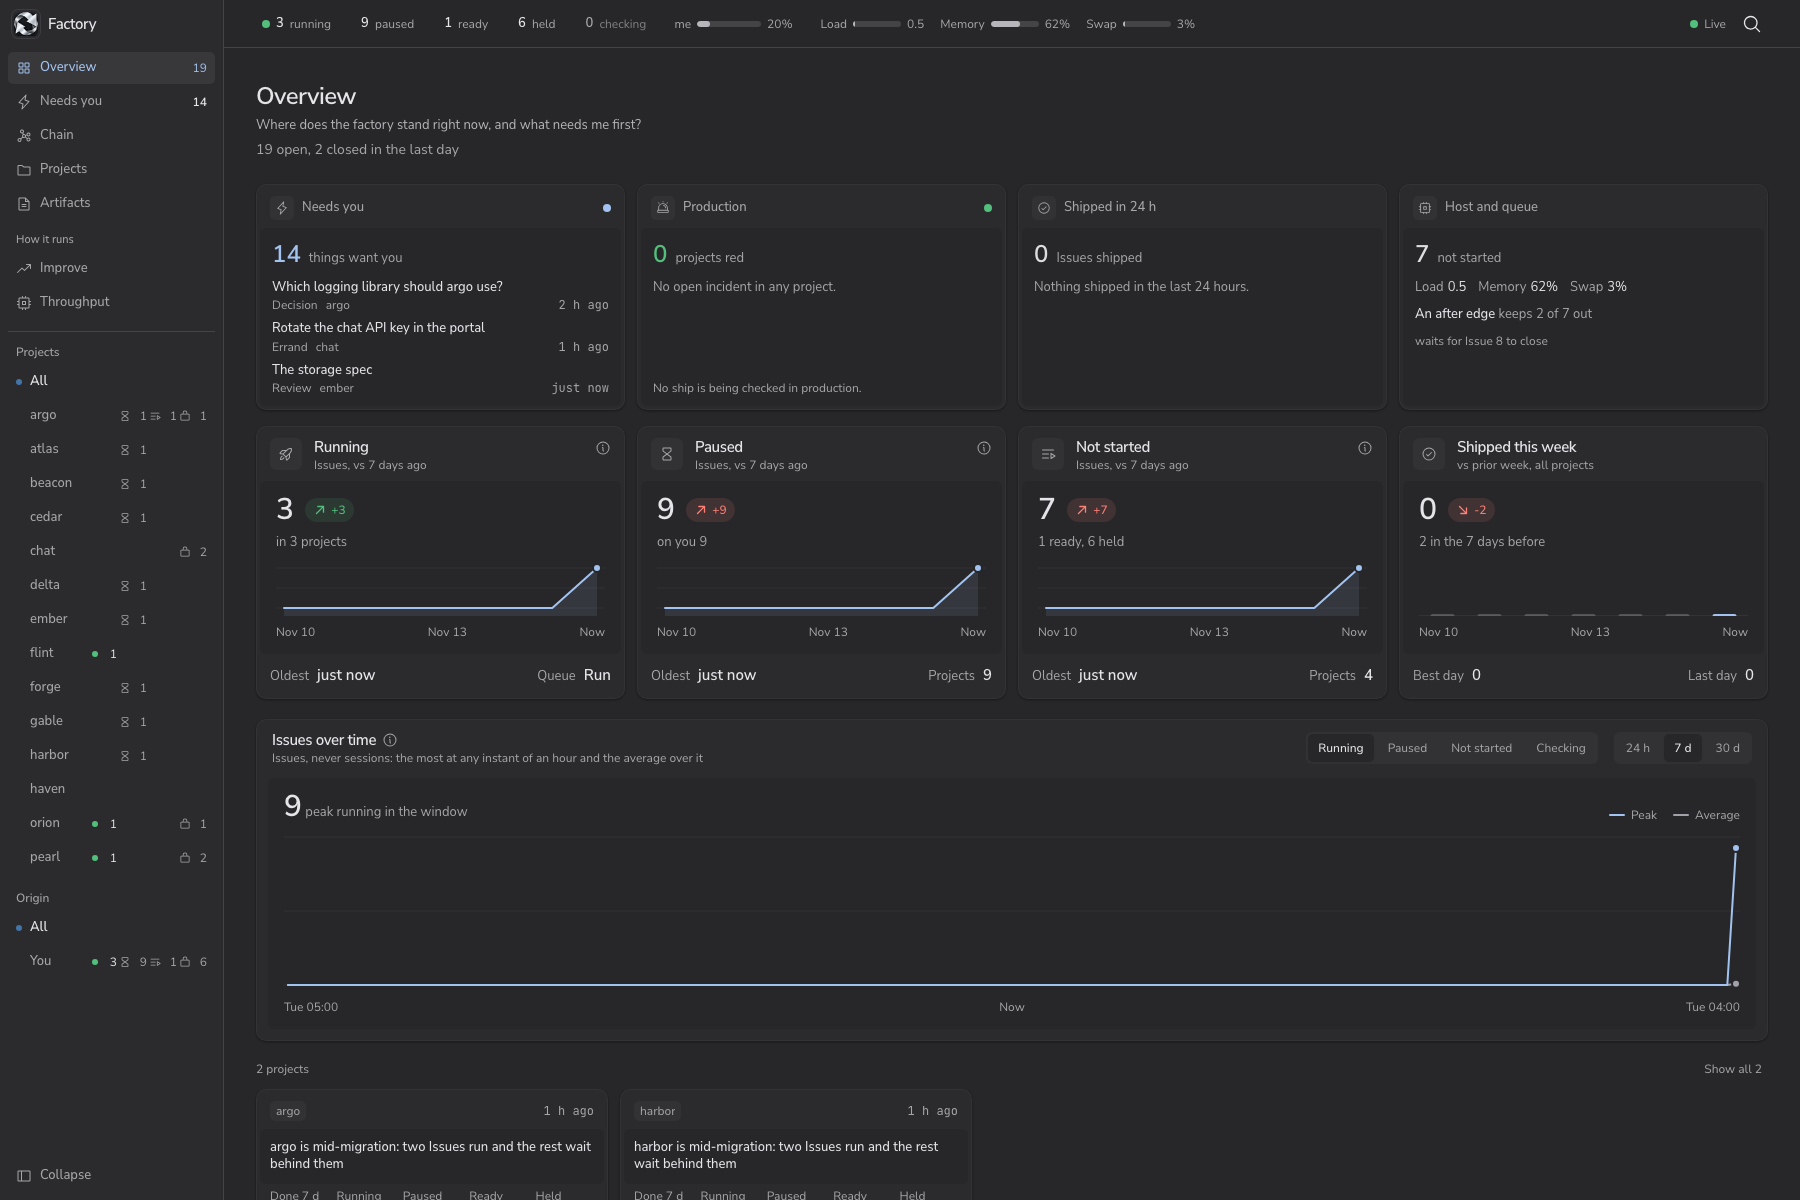 Factory
3 running 9 paused 1 ready 6 held 0 checking me 20% Load 0.5 Memory 62% Swap 3% Live
Overview 19
Needs you 14
Chain
Projects
Artifacts
How it runs
Improve
Throughput
Projects
All
argo 1 1 1
atlas 1
beacon 1
cedar 1
chat 2
delta 1
ember 1
flint 1
forge 1
gable 1
harbor 1
haven
orion 1 1
pearl 1 2
Origin
All
You 3 9 1 6
Collapse
Overview
Where does the factory stand right now, and what needs me first?
19 open, 2 closed in the last day
Needs you
14 things want you
Which logging library should argo use?
Decision argo 2 h ago
Rotate the chat API key in the portal
Errand chat 1 h ago
The storage spec
Review ember just now
Production
0 projects red
No open incident in any project.
No ship is being checked in production.
Shipped in 24 h
0 Issues shipped
Nothing shipped in the last 24 hours.
Host and queue
7 not started
Load 0.5 Memory 62% Swap 3%
An after edge keeps 2 of 7 out
waits for Issue 8 to close
Running
Issues, vs 7 days ago
3 +3
in 3 projects
Nov 10 Nov 13 Now
Oldest just now Queue Run
Paused
Issues, vs 7 days ago
9 +9
on you 9
Nov 10 Nov 13 Now
Oldest just now Projects 9
Not started
Issues, vs 7 days ago
7 +7
1 ready, 6 held
Nov 10 Nov 13 Now
Oldest just now Projects 4
Shipped this week
vs prior week, all projects
0 -2
2 in the 7 days before
Nov 10 Nov 13 Now
Best day 0 Last day 0
Issues over time
Issues, never sessions: the most at any instant of an hour and the average over it
Running Paused Not started Checking 24 h 7 d 30 d
9 peak running in the window
Peak Average
Tue 05:00 Now Tue 04:00
2 projects Show all 2
argo 1 h ago
argo is mid-migration: two Issues run and the rest wait
behind them
Done 7 d Running Paused Ready Held
harbor 1 h ago
harbor is mid-migration: two Issues run and the rest
wait behind them
Done 7 d Running Paused Ready Held